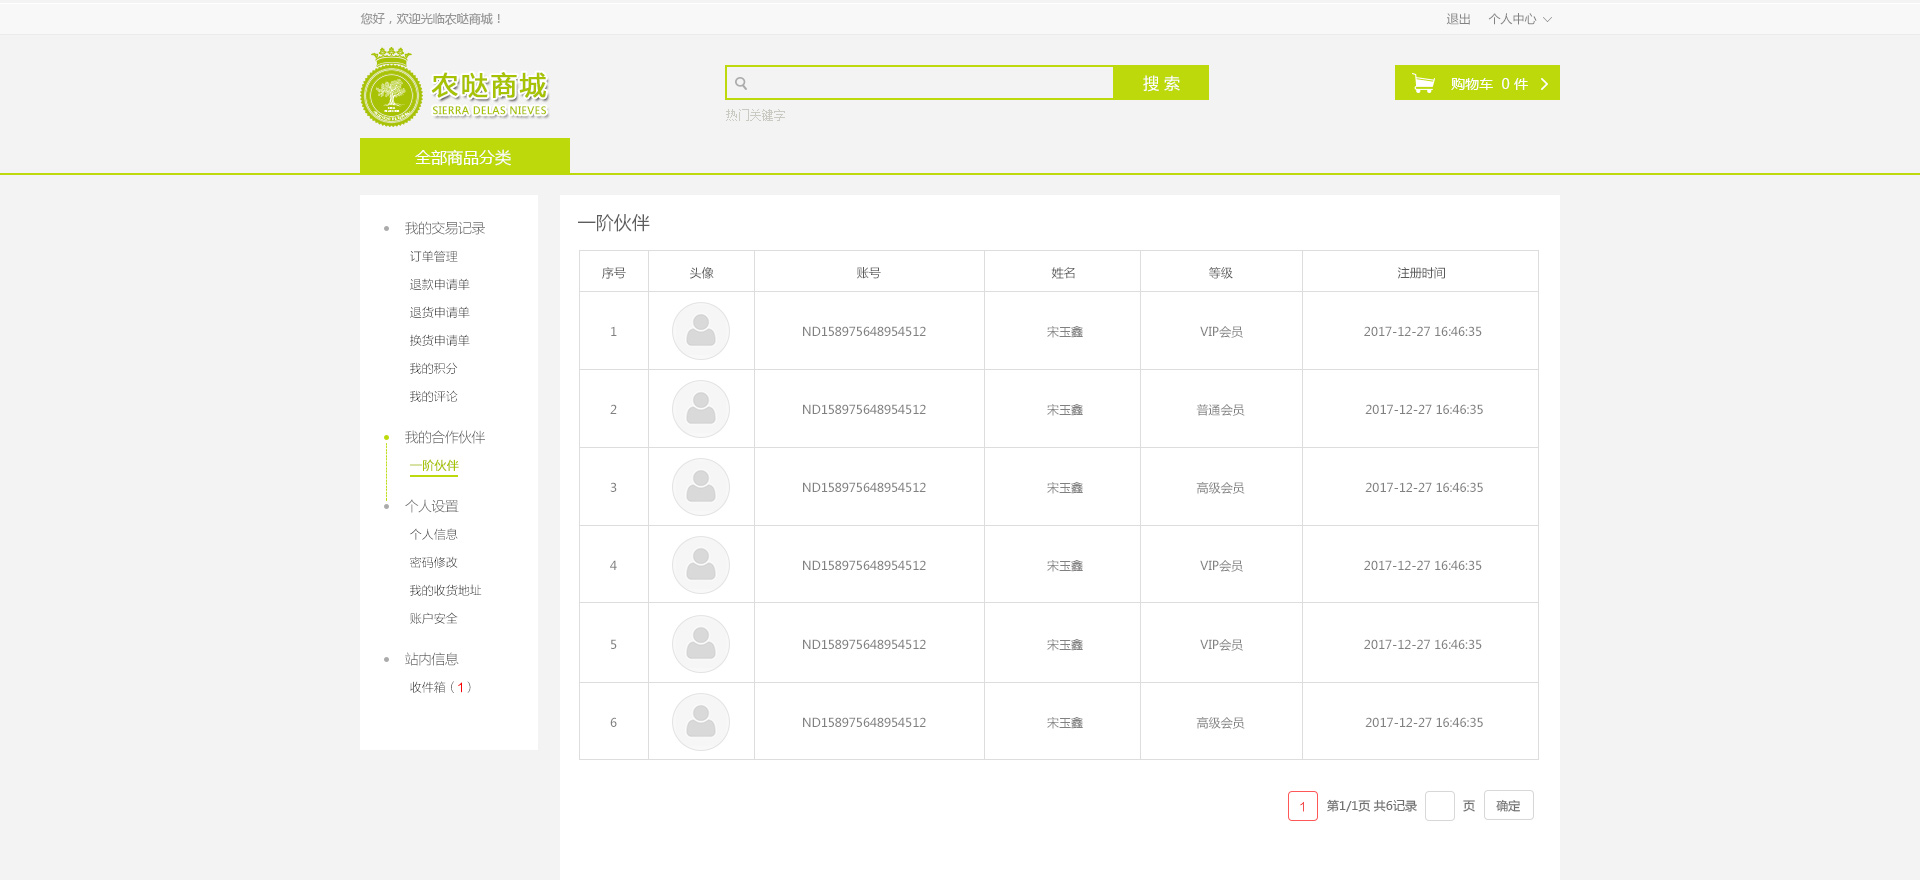 您好，欢迎光临农哒商城！
退出 个人中心
农哒商城
SIERRA DELAS NIEVES
搜 索
购物车 0 件
热门关键字
全部商品分类
我的交易记录
订单管理
退款申请单
退货申请单
换货申请单
我的积分
我的评论
我的合作伙伴
一阶伙伴
个人设置
个人信息
密码修改
我的收货地址
账户安全
站内信息
收件箱（1）
一阶伙伴
序号 头像 账号 姓名 等级 注册时间
1 ND158975648954512 宋玉鑫 VIP会员 2017-12-27 16:46:35
2 ND158975648954512 宋玉鑫 普通会员 2017-12-27 16:46:35
3 ND158975648954512 宋玉鑫 高级会员 2017-12-27 16:46:35
4 ND158975648954512 宋玉鑫 VIP会员 2017-12-27 16:46:35
5 ND158975648954512 宋玉鑫 VIP会员 2017-12-27 16:46:35
6 ND158975648954512 宋玉鑫 高级会员 2017-12-27 16:46:35
1 第1/1页 共6记录 页 确定